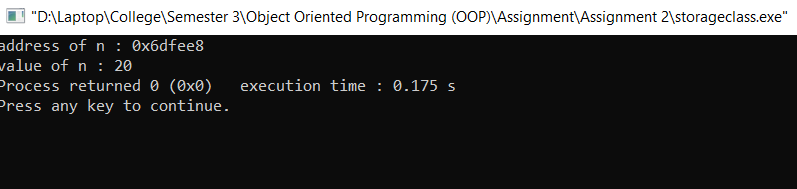 "D:\Laptop\College\Semester 3\Object Oriented Programming (OOP)\Assignment\Assignment 2\storageclass.exe"
address of n : 0x6dfee8
value of n : 20
Process returned 0 (0x0)   execution time : 0.175 s
Press any key to continue.